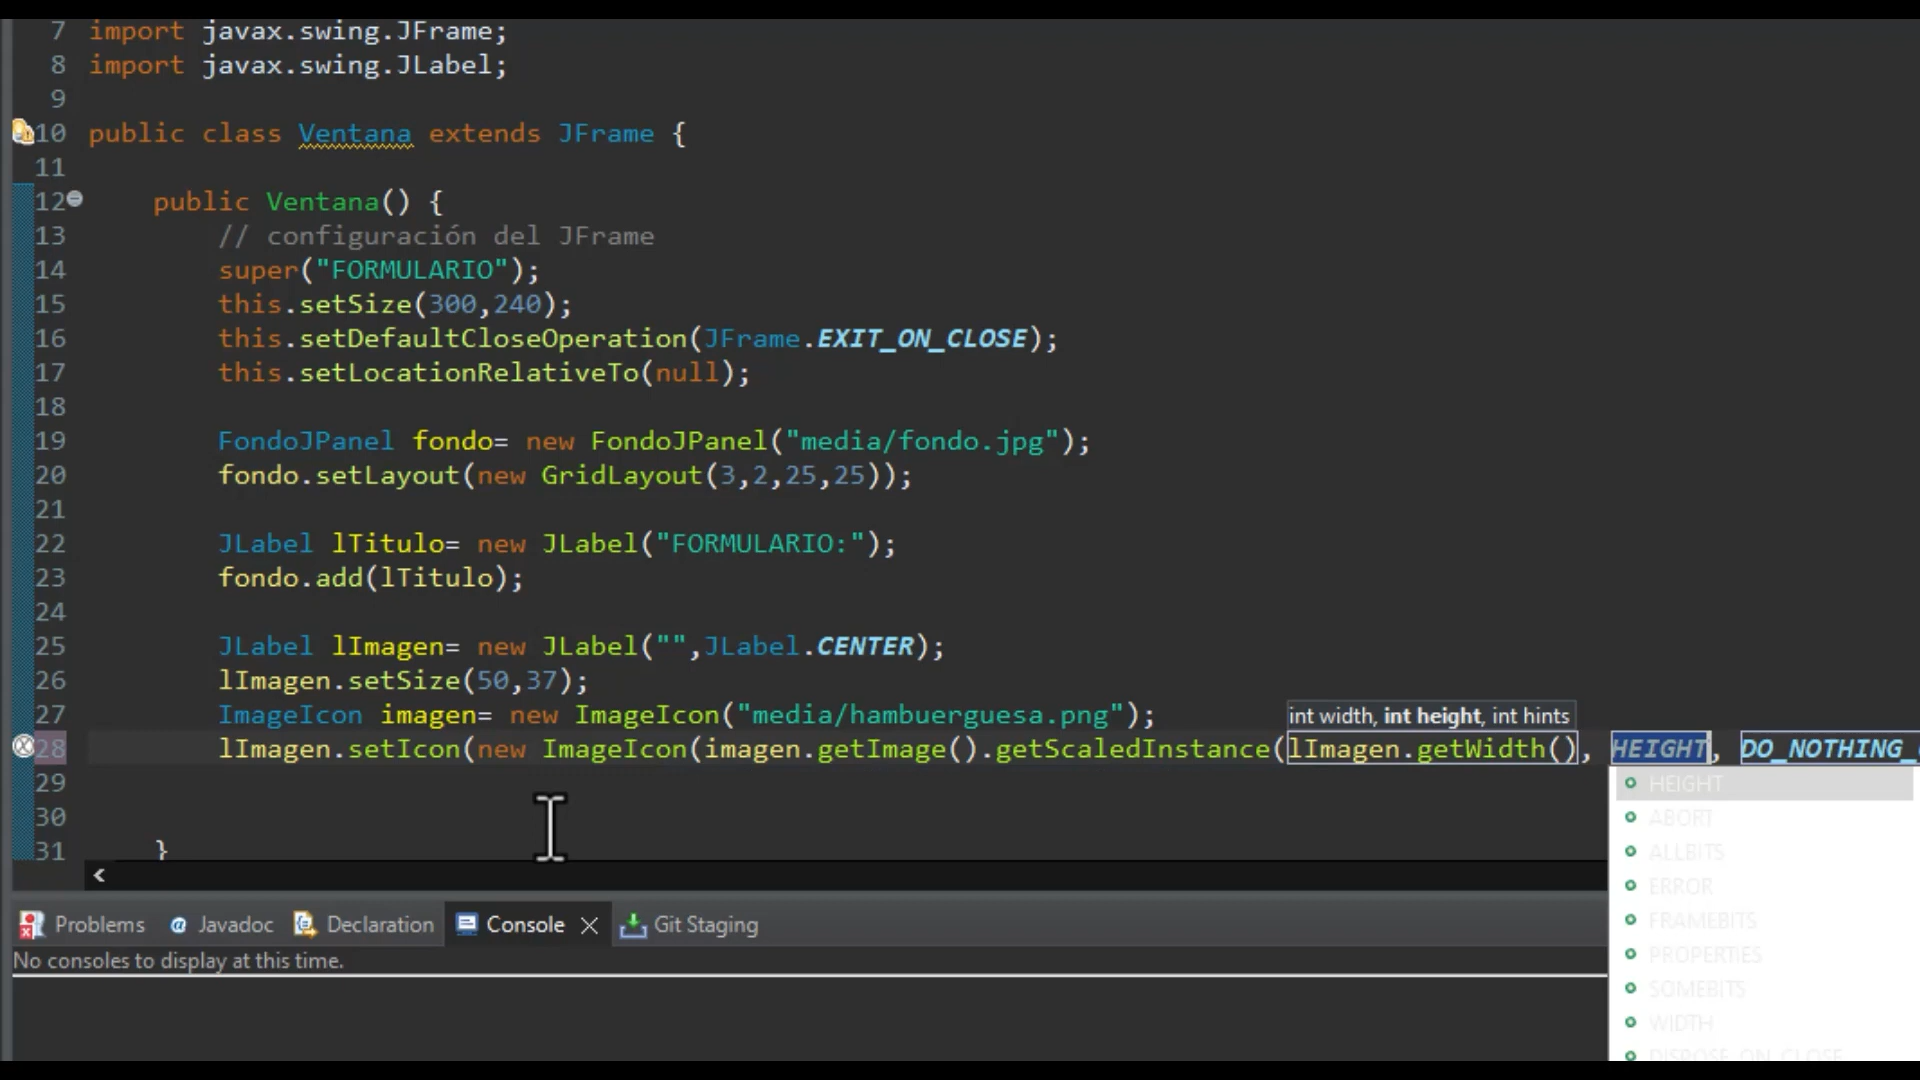 7 import javax.swing.JFrame;
8 import javax.swing.JLabel;
9
10 public class Ventana extends JFrame {
11
12 public Ventana() {
13 // configuración del JFrame
14 super("FORMULARIO");
15 this.setSize(300,240);
16 this.setDefaultCloseOperation(JFrame.EXIT_ON_CLOSE);
17 this.setLocationRelativeTo(null);
18
19 FondoJPanel fondo= new FondoJPanel("media/fondo.jpg");
20 fondo.setLayout(new GridLayout(3,2,25,25));
21
22 JLabel lTitulo= new JLabel("FORMULARIO:");
23 fondo.add(lTitulo);
24
25 JLabel lImagen= new JLabel("",JLabel.CENTER);
26 lImagen.setSize(50,37);
27 ImageIcon imagen= new ImageIcon("media/hambuerguesa.png");
int width, int height, int hints
28 lImagen.setIcon(new ImageIcon(imagen.getImage().getScaledInstance(lImagen.getWidth(), HEIGHT, DO_NOTHING_
29
30
31 }
HEIGHT
ABORT
ALLBITS
ERROR
FRAMEBITS
PROPERTIES
SOMEBITS
WIDTH
DISPOSE_ON_CLOSE
Problems Javadoc Declaration Console Git Staging
No consoles to display at this time.